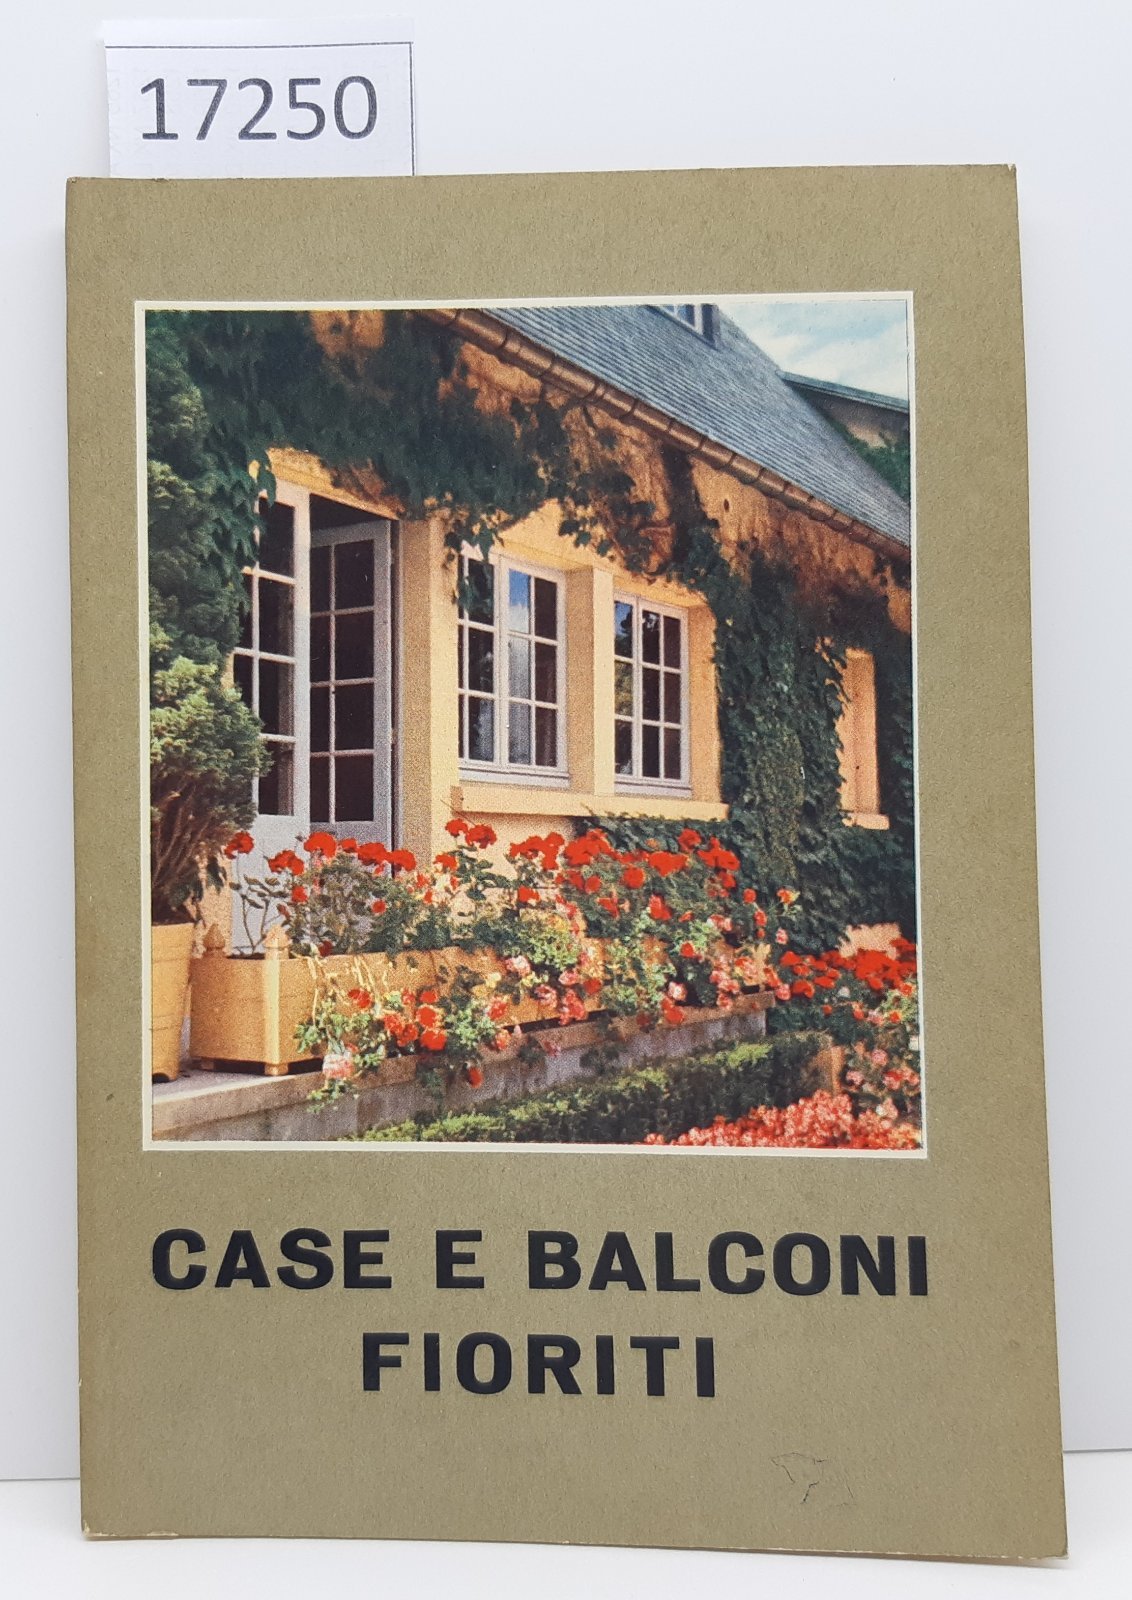 17250
CASE E BALCONI
FIORITI